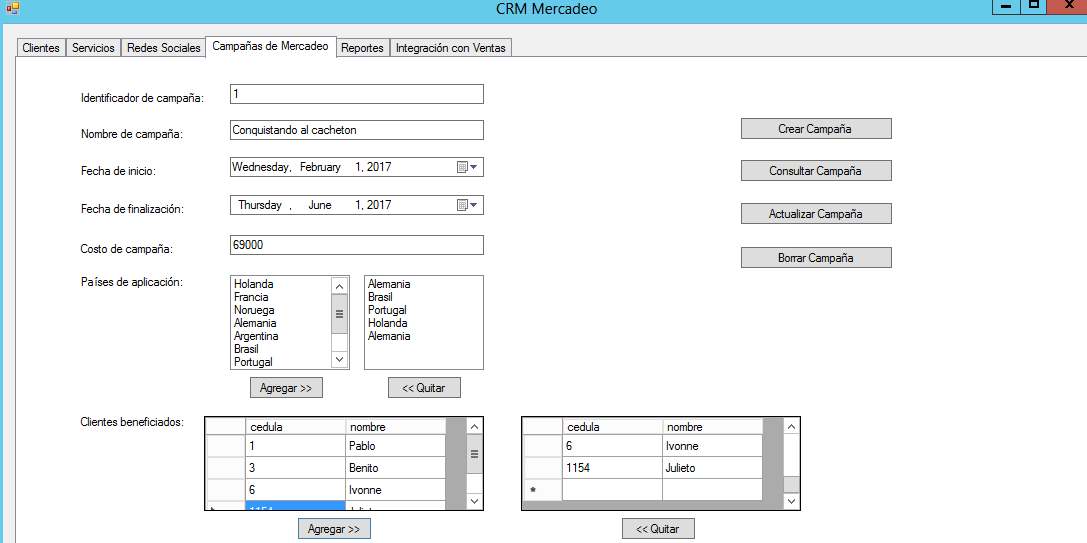 CRM Mercadeo
Clientes Servicios Redes Sociales Campañas de Mercadeo Reportes Integración con Ventas
Identificador de campaña: 1
Nombre de campaña: Conquistando al cacheton
Crear Campaña
Fecha de inicio: Wednesday, February 1, 2017
Consultar Campaña
Fecha de finalización: Thursday , June 1, 2017
Actualizar Campaña
Costo de campaña: 69000
Borrar Campaña
Países de aplicación:
Holanda
Francia
Noruega
Alemania
Argentina
Brasil
Portugal
Alemania
Brasil
Portugal
Holanda
Alemania
Agregar >> << Quitar
Clientes beneficiados:
cedula nombre
1 Pablo
3 Benito
6 Ivonne
1154 Julieto
cedula nombre
6 Ivonne
1154 Julieto
*
Agregar >> << Quitar